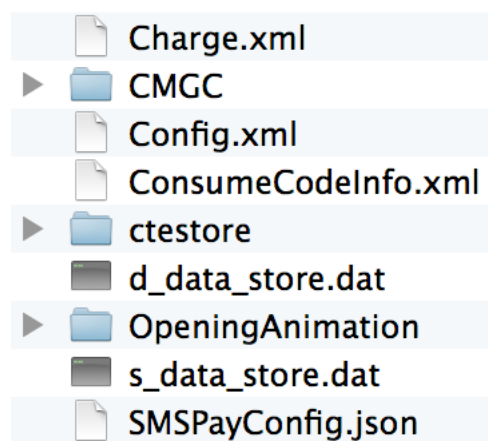 Charge.xml
CMGC
Config.xml
ConsumeCodeInfo.xml
ctestore
d_data_store.dat
OpeningAnimation
s_data_store.dat
SMSPayConfig.json